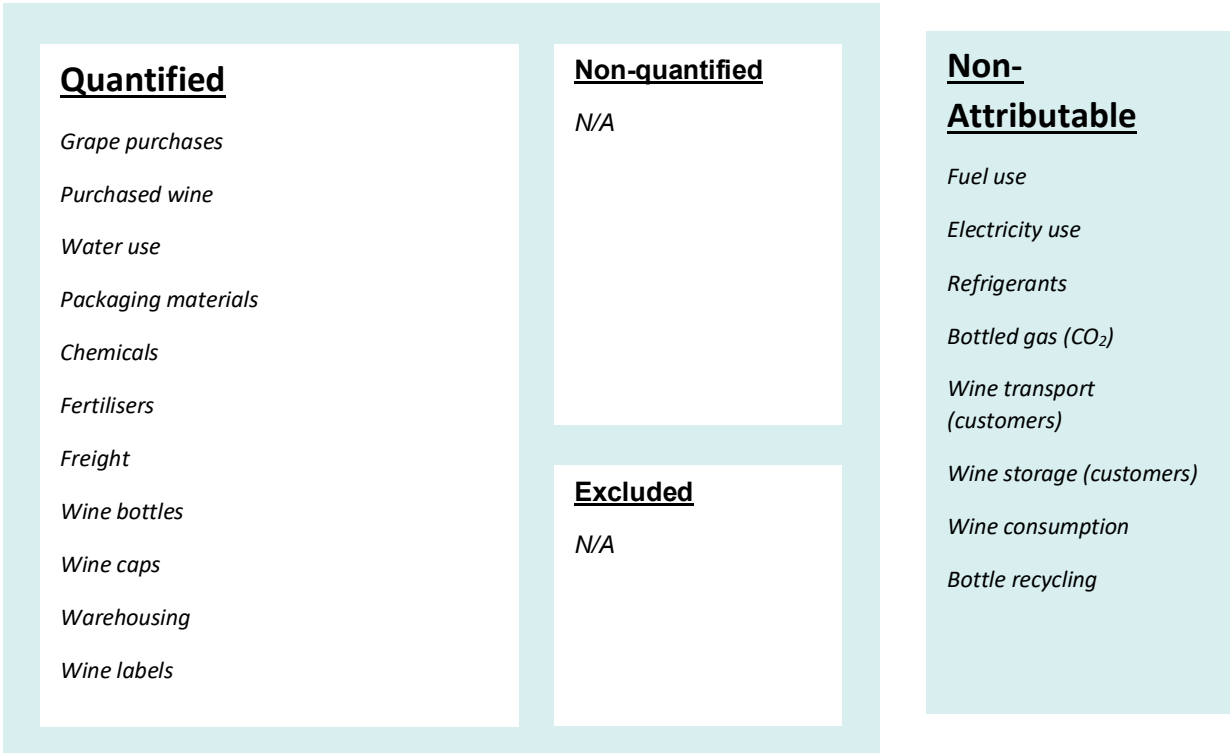 Quantified
Grape purchases
Purchased wine
Water use
Packaging materials
Chemicals
Fertilisers
Freight
Wine bottles
Wine caps
Warehousing
Wine labels
Non-quantified
N/A
Excluded
N/A
Non-
Attributable
Fuel use
Electricity use
Refrigerants
Bottled gas (CO₂)
Wine transport
(customers)
Wine storage (customers)
Wine consumption
Bottle recycling